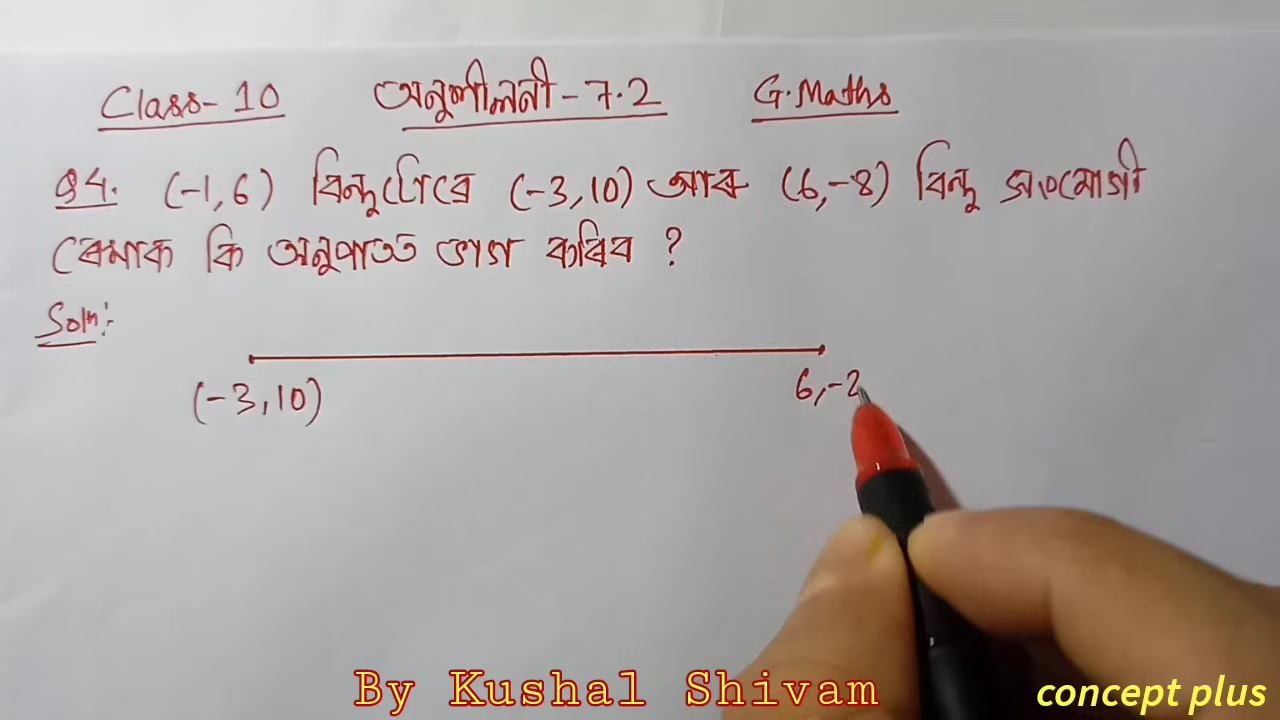 Class-10 অনুশীলনী-7.2 G.Maths
Q4. (-1,6) বিন্দুটোৱে (-3,10) আৰু (6,-8) বিন্দু সংযোগী
ৰেখাক কি অনুপাতত ভাগ কৰিব ?
Solⁿ:-
(-3,10) 6,-2
By Kushal Shivam
concept plus